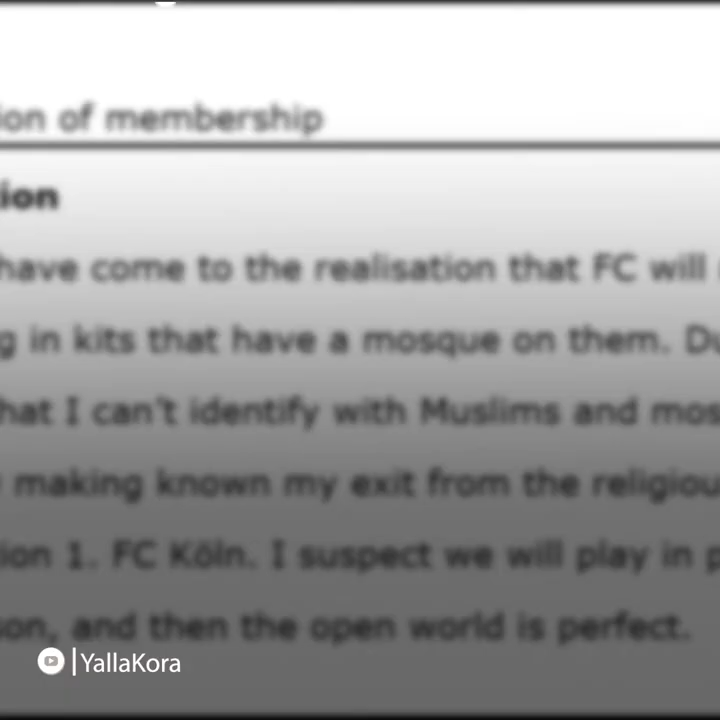 ion of membership
tion
have come to the realisation that FC will
g in kits that have a mosque on them. Du
hat I can't identify with Muslims and mos
making known my exit from the religiou
ion 1. FC Köln. I suspect we will play in p
son, and then the open world is perfect.
YallaKora